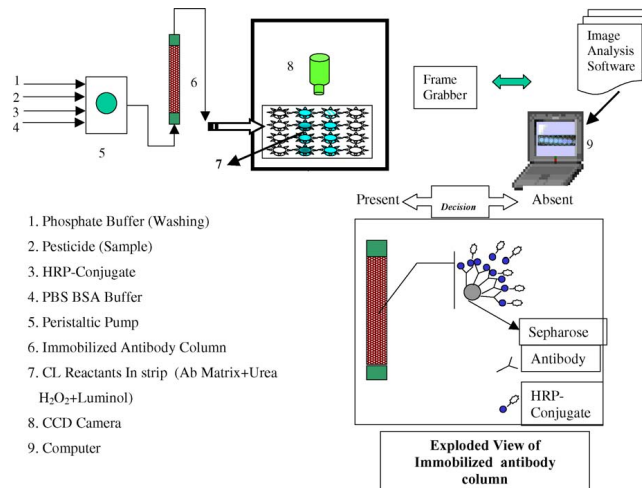 1
2
3
4
5
6
7
8
9
Frame
Grabber
Image
Analysis
Software
Present
Decision
Absent
1. Phosphate Buffer (Washing)
2. Pesticide (Sample)
3. HRP-Conjugate
4. PBS BSA Buffer
5. Peristaltic Pump
6. Immobilized Antibody Column
7. CL Reactants In strip (Ab Matrix+Urea
H₂O₂+Luminol)
8. CCD Camera
9. Computer
Sepharose
Antibody
HRP-
Conjugate
Exploded View of
Immobilized antibody
column